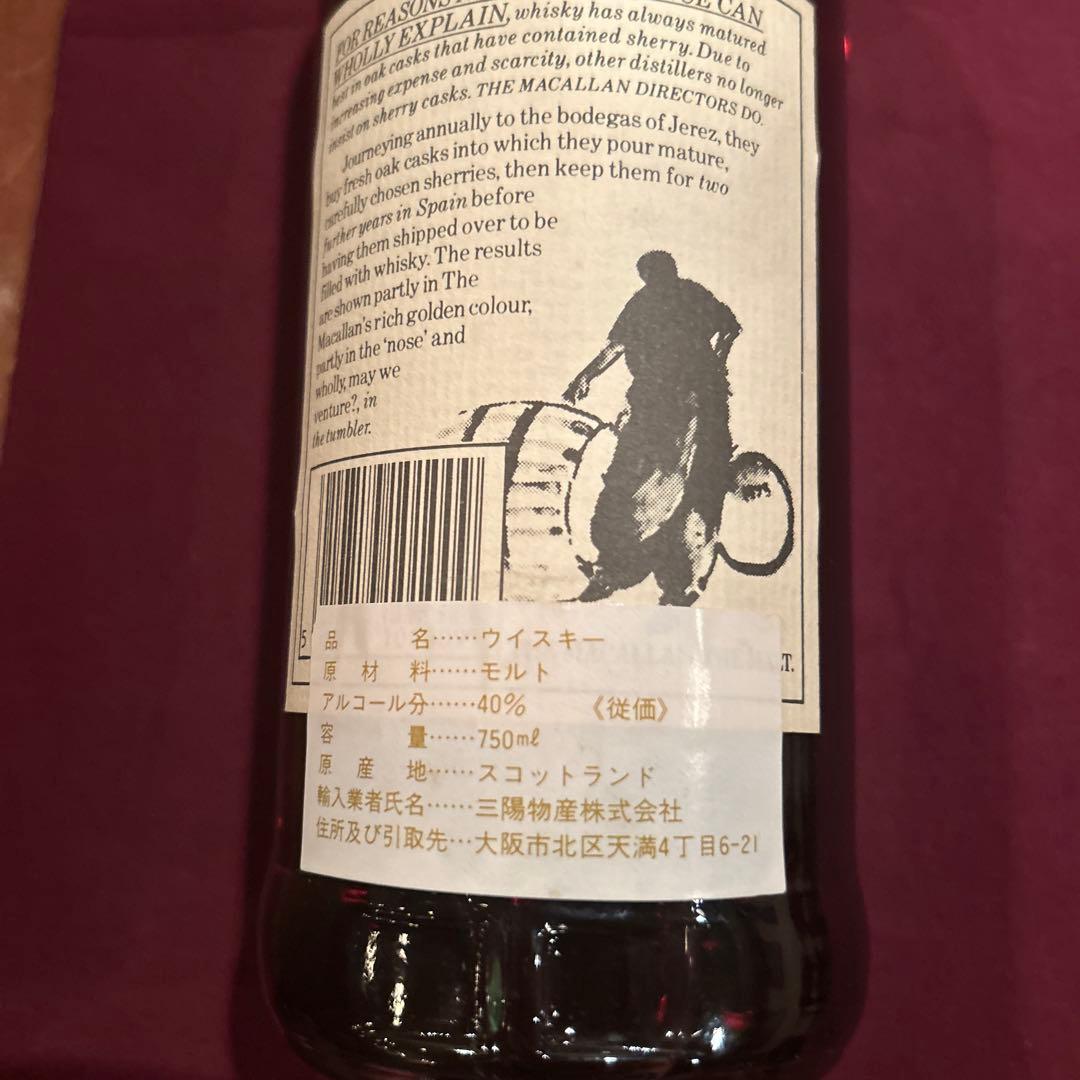 FOR REASONS CAN
WHOLLY EXPLAIN, whisky has always matured
best in oak casks that have contained sherry. Due to
increasing expense and scarcity, other distillers no longer
insist on sherry casks. THE MACALLAN DIRECTORS DO.
Journeying annually to the bodegas of Jerez, they
buy fresh oak casks into which they pour mature,
carefully chosen sherries, then keep them for two
further years in Spain before
having them shipped over to be
filled with whisky. The results
are shown partly in The
Macallan's rich golden colour,
partly in the 'nose' and
wholly, may we
venture?, in
the tumbler.
5
T.
品名……ウイスキー
原材料……モルト
アルコール分……40% 《従価》
容量……750mℓ
原産地……スコットランド
輸入業者氏名……三陽物産株式会社
住所及び引取先…大阪市北区天満4丁目6-21